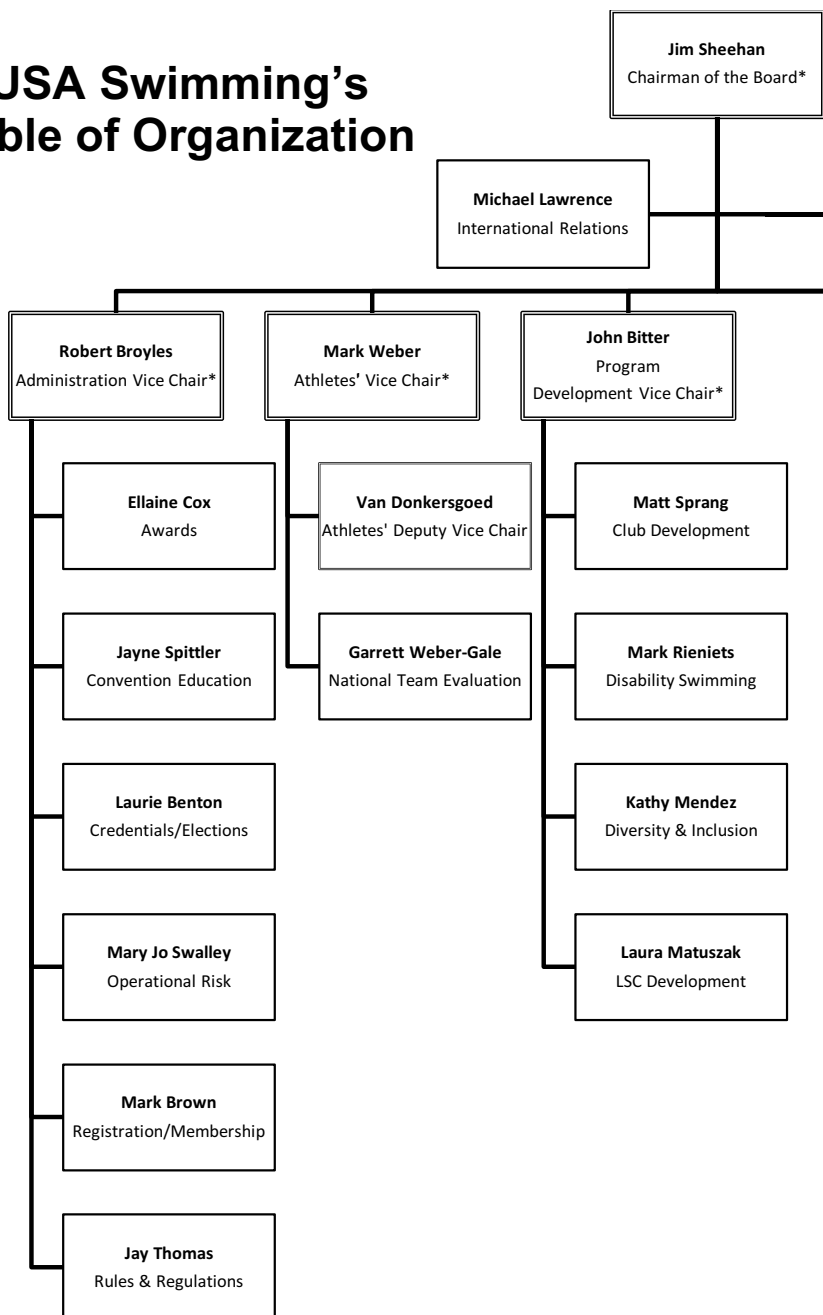 USA Swimming's
ble of Organization
Jim Sheehan
Chairman of the Board*
Michael Lawrence
International Relations
Robert Broyles
Administration Vice Chair*
Mark Weber
Athletes' Vice Chair*
John Bitter
Program
Development Vice Chair*
Ellaine Cox
Awards
Van Donkersgoed
Athletes' Deputy Vice Chair
Matt Sprang
Club Development
Jayne Spittler
Convention Education
Garrett Weber-Gale
National Team Evaluation
Mark Rieniets
Disability Swimming
Laurie Benton
Credentials/Elections
Kathy Mendez
Diversity & Inclusion
Mary Jo Swalley
Operational Risk
Laura Matuszak
LSC Development
Mark Brown
Registration/Membership
Jay Thomas
Rules & Regulations